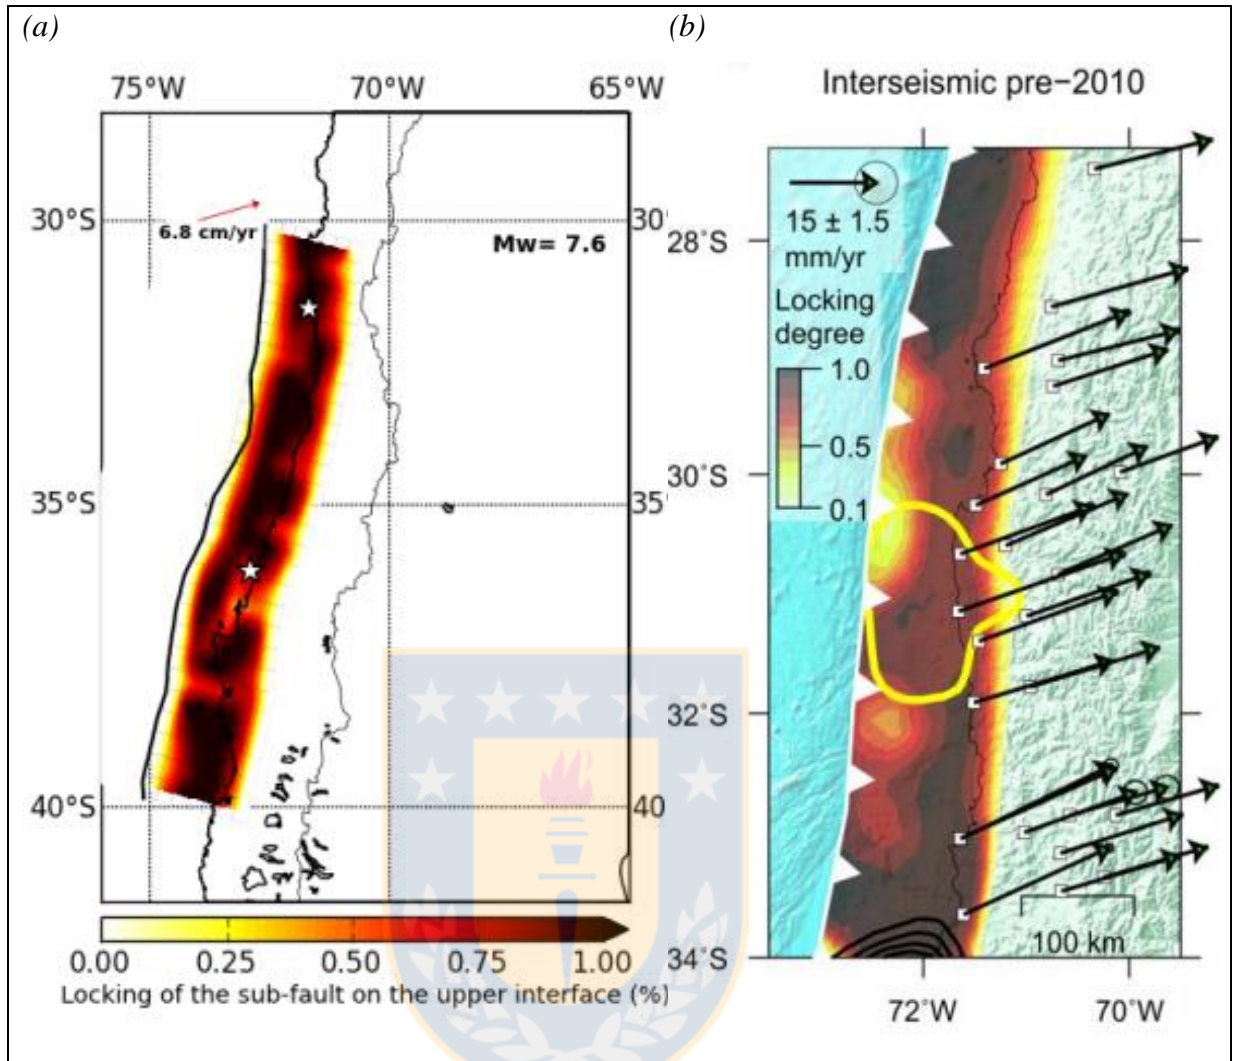 (a)
(b)
75°W 70°W 65°W
30°S
6.8 cm/yr
Mw= 7.6
30
35°S
35
40°S
40
0.00 0.25 0.50 0.75 1.00
Locking of the sub-fault on the upper interface (%)
Interseismic pre−2010
15 ± 1.5
mm/yr
Locking
degree
1.0
0.5
0.1
28°S
30°S
32°S
34°S
100 km
72°W 70°W